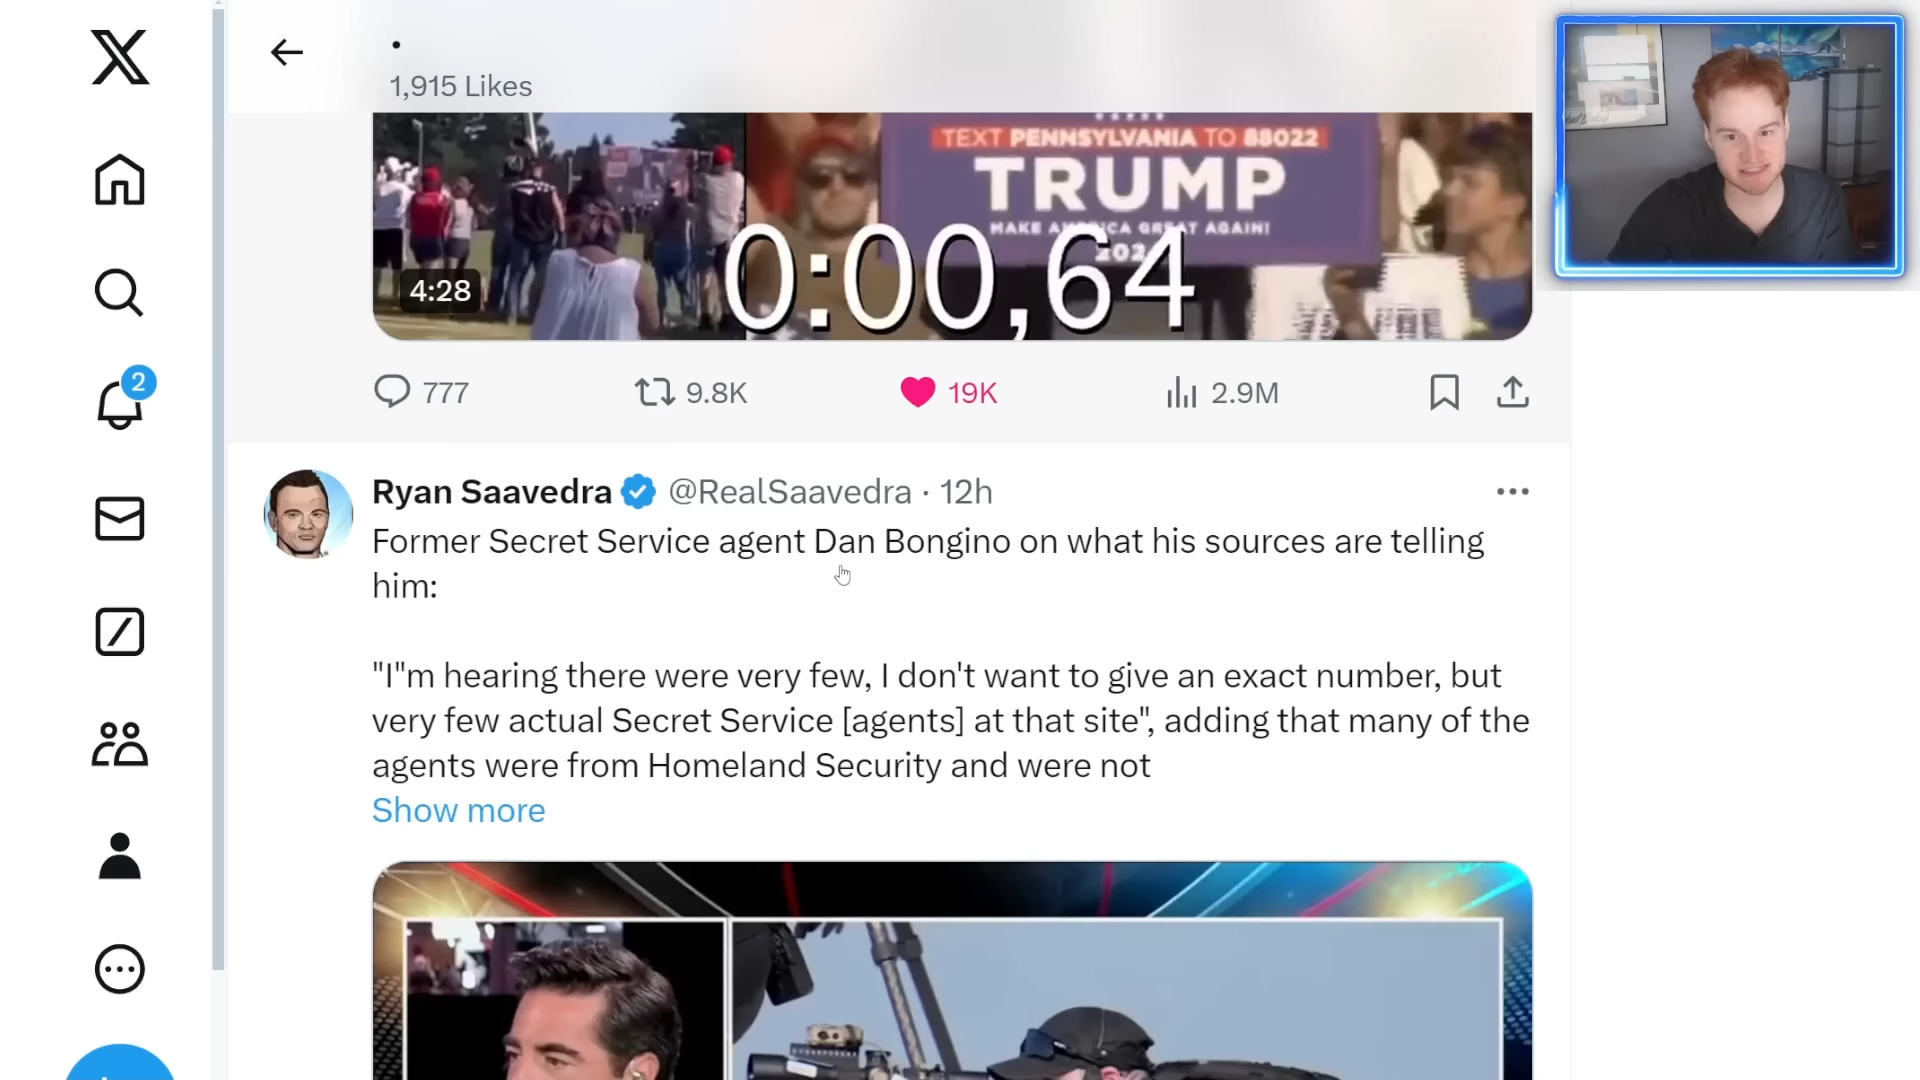 ·
1,915 Likes
TEXT PENNSYLVANIA TO 88022
TRUMP
MAKE AMERICA GREAT AGAIN!
2024
0:00,64
4:28
777
9.8K
19K
2.9M
2
Ryan Saavedra @RealSaavedra · 12h
Former Secret Service agent Dan Bongino on what his sources are telling
him:
"I"m hearing there were very few, I don't want to give an exact number, but
very few actual Secret Service [agents] at that site", adding that many of the
agents were from Homeland Security and were not
Show more